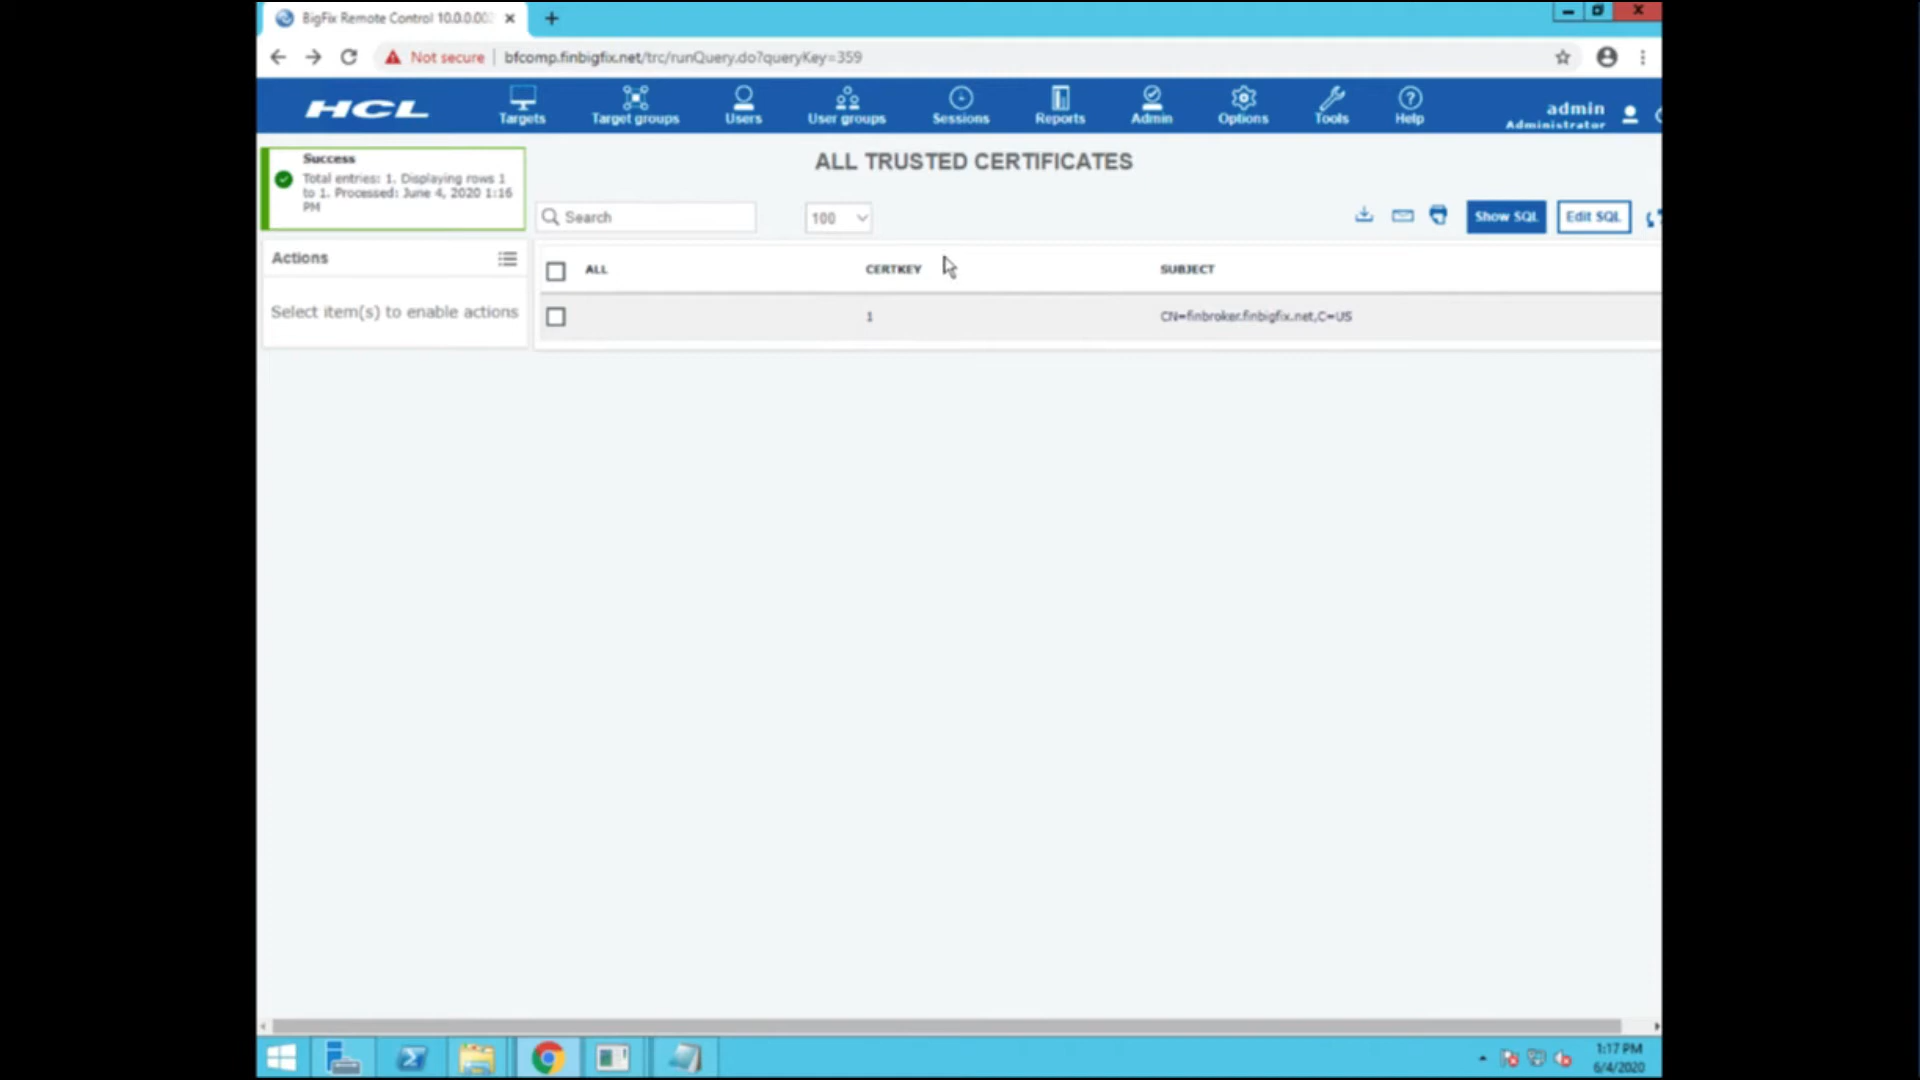 BigFix Remote Control 10.0.0.002
Not secure | bfcomp.finbigfix.net/trc/runQuery.do?queryKey=359
HCL
Targets
Target groups
Users
User groups
Sessions
Reports
Admin
Options
Tools
Help
admin
Administrator
Success
Total entries: 1. Displaying rows 1
to 1. Processed: June 4, 2020 1:16
PM
ALL TRUSTED CERTIFICATES
Search
100
Show SQL
Edit SQL
Actions
Select item(s) to enable actions
ALL
CERTKEY
SUBJECT
1
CN=finbroker.finbigfix.net,C=US
1:17 PM
6/4/2020